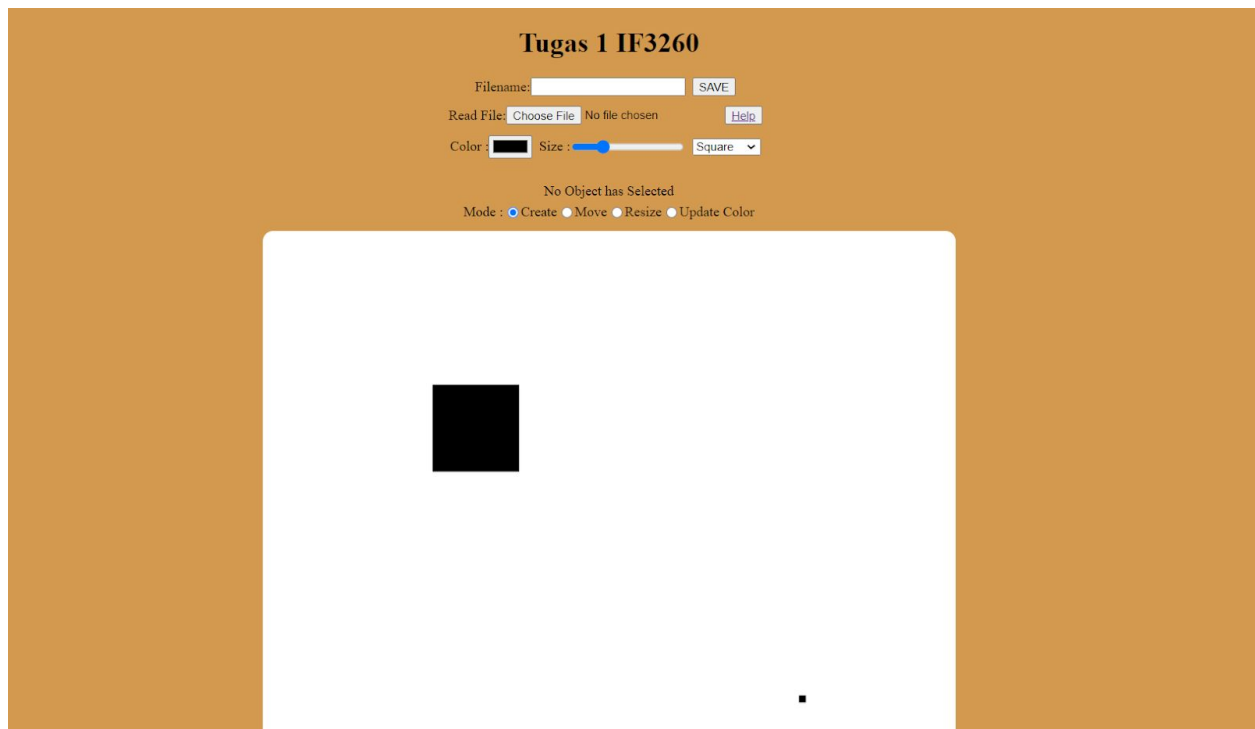 Tugas 1 IF3260
Filename: SAVE
Read File: Choose File No file chosen Help
Color : Size : Square
No Object has Selected
Mode : Create Move Resize Update Color